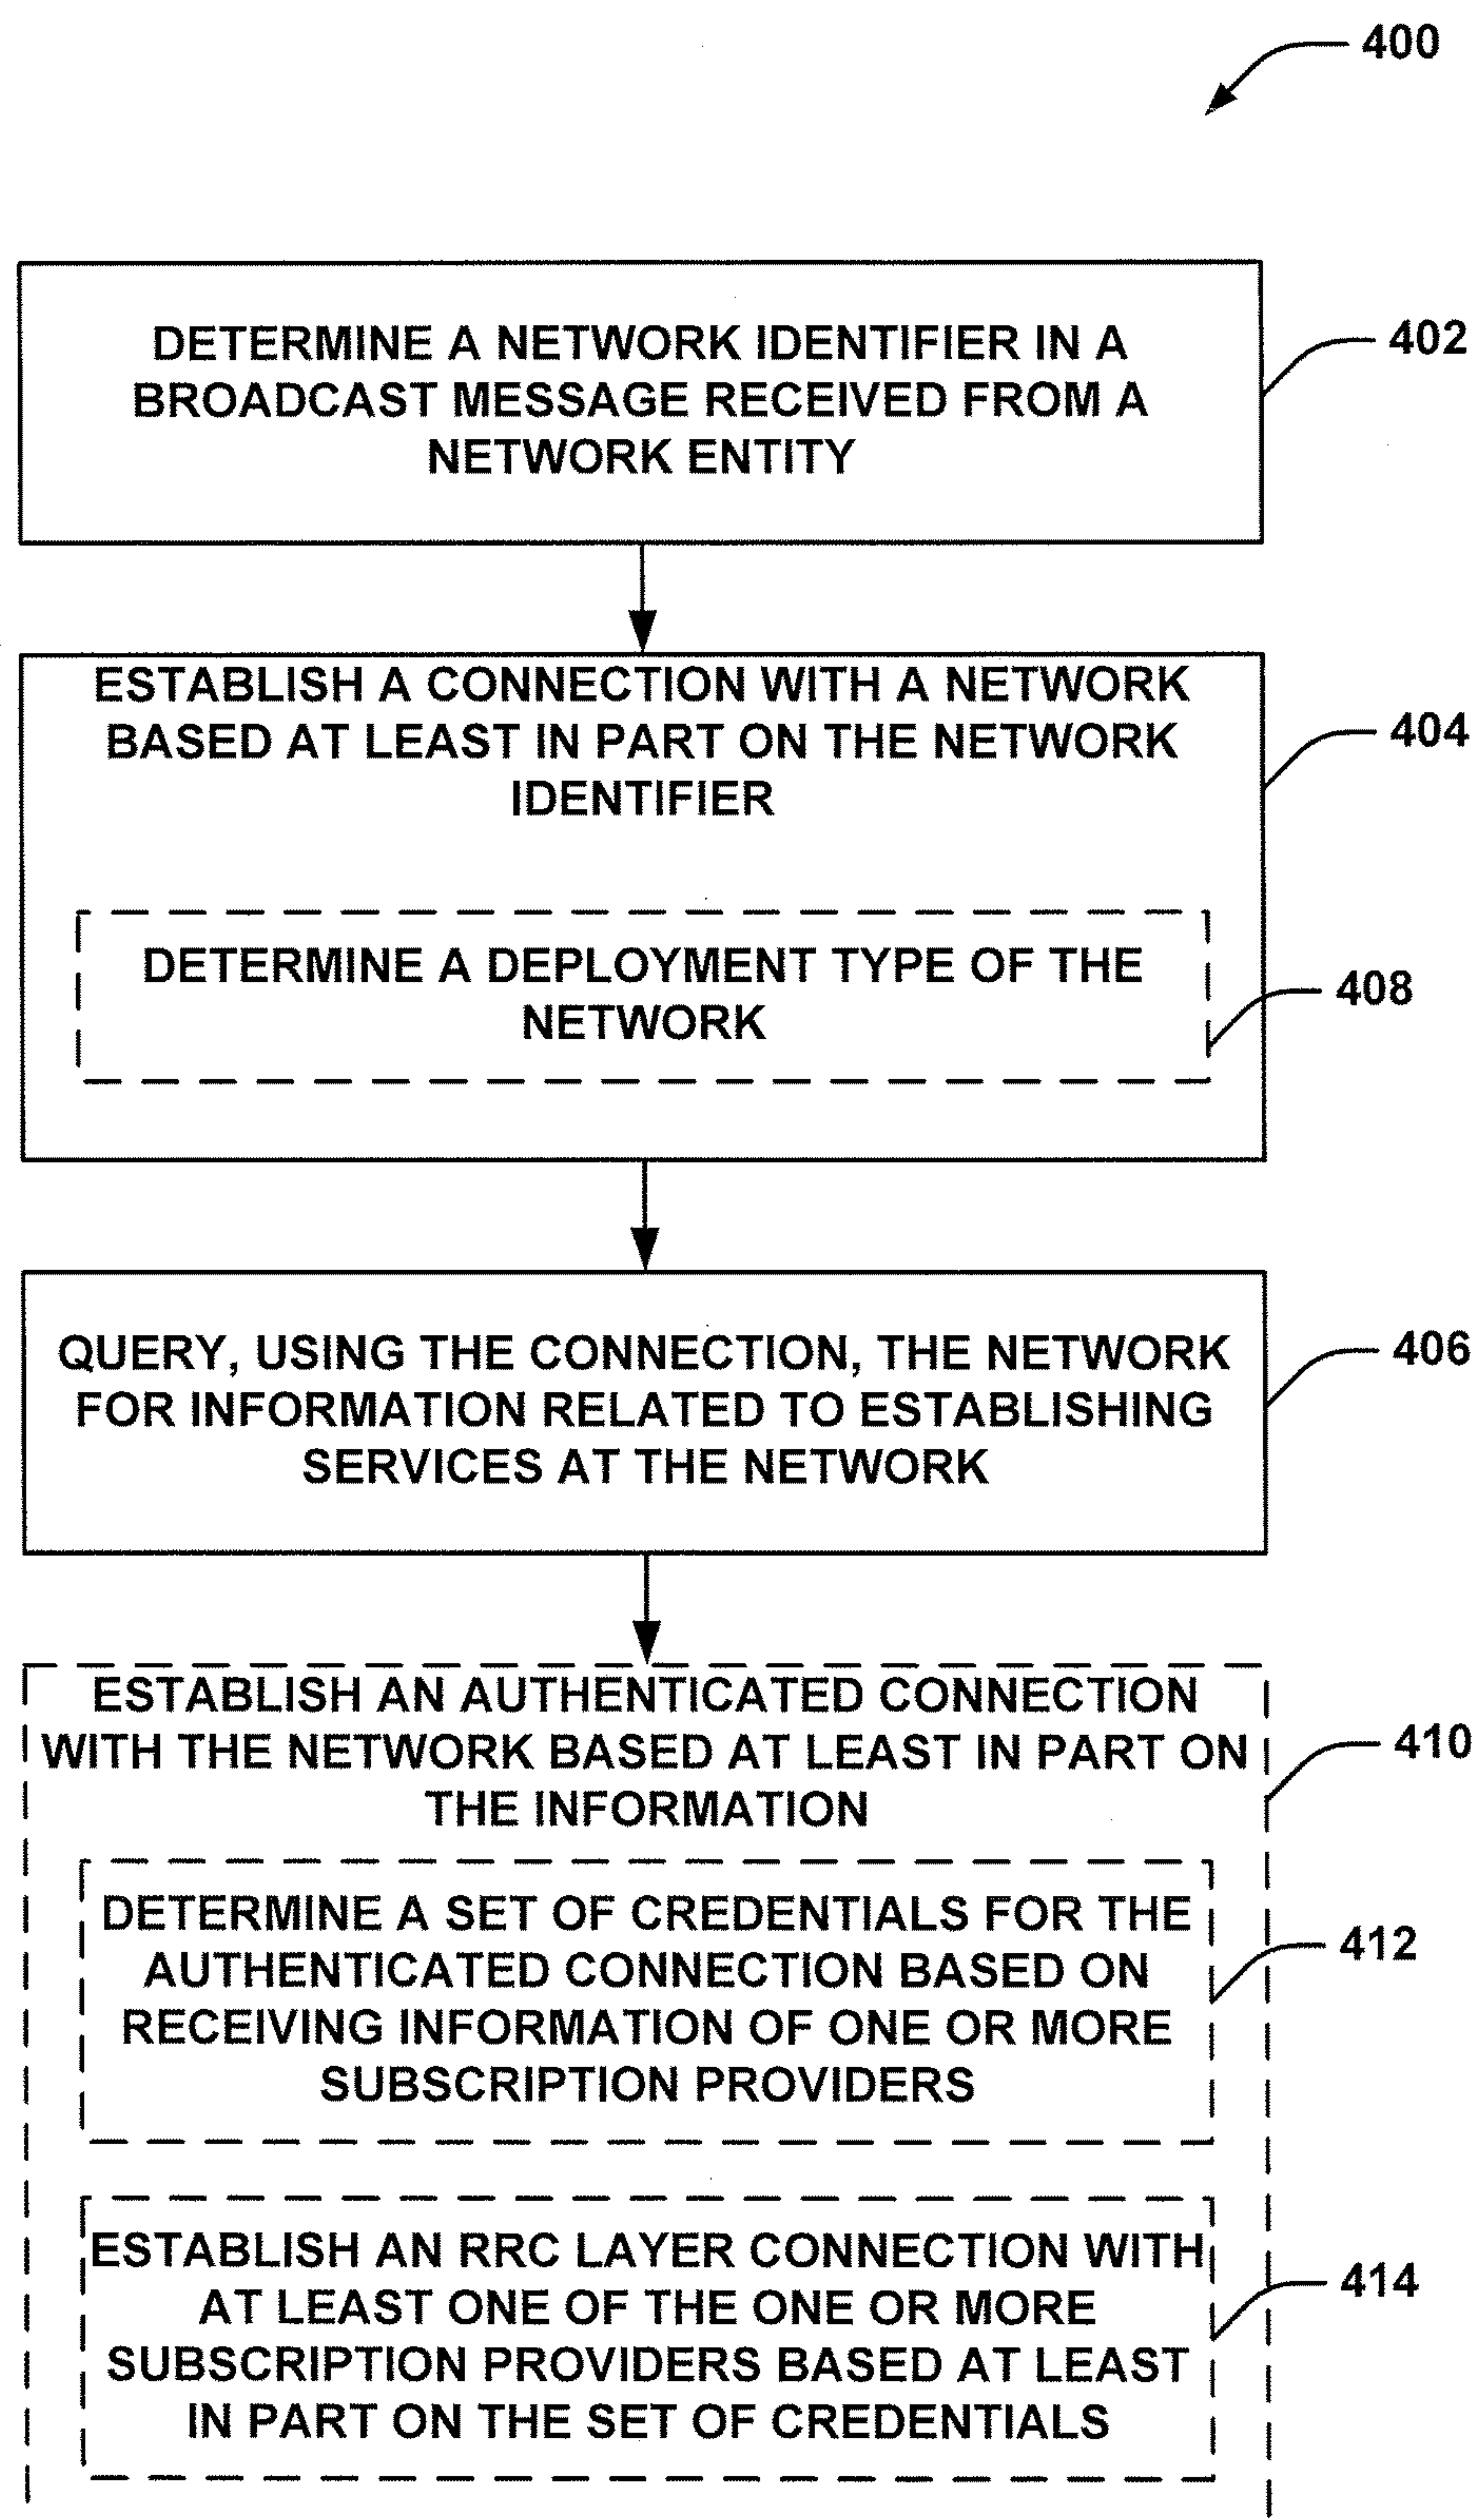 400
DETERMINE A NETWORK IDENTIFIER IN A
BROADCAST MESSAGE RECEIVED FROM A
NETWORK ENTITY
402
ESTABLISH A CONNECTION WITH A NETWORK
BASED AT LEAST IN PART ON THE NETWORK
IDENTIFIER
404
DETERMINE A DEPLOYMENT TYPE OF THE
NETWORK
408
QUERY, USING THE CONNECTION, THE NETWORK
FOR INFORMATION RELATED TO ESTABLISHING
SERVICES AT THE NETWORK
406
ESTABLISH AN AUTHENTICATED CONNECTION
WITH THE NETWORK BASED AT LEAST IN PART ON
THE INFORMATION
410
DETERMINE A SET OF CREDENTIALS FOR THE
AUTHENTICATED CONNECTION BASED ON
RECEIVING INFORMATION OF ONE OR MORE
SUBSCRIPTION PROVIDERS
412
ESTABLISH AN RRC LAYER CONNECTION WITH
AT LEAST ONE OF THE ONE OR MORE
SUBSCRIPTION PROVIDERS BASED AT LEAST
IN PART ON THE SET OF CREDENTIALS
414